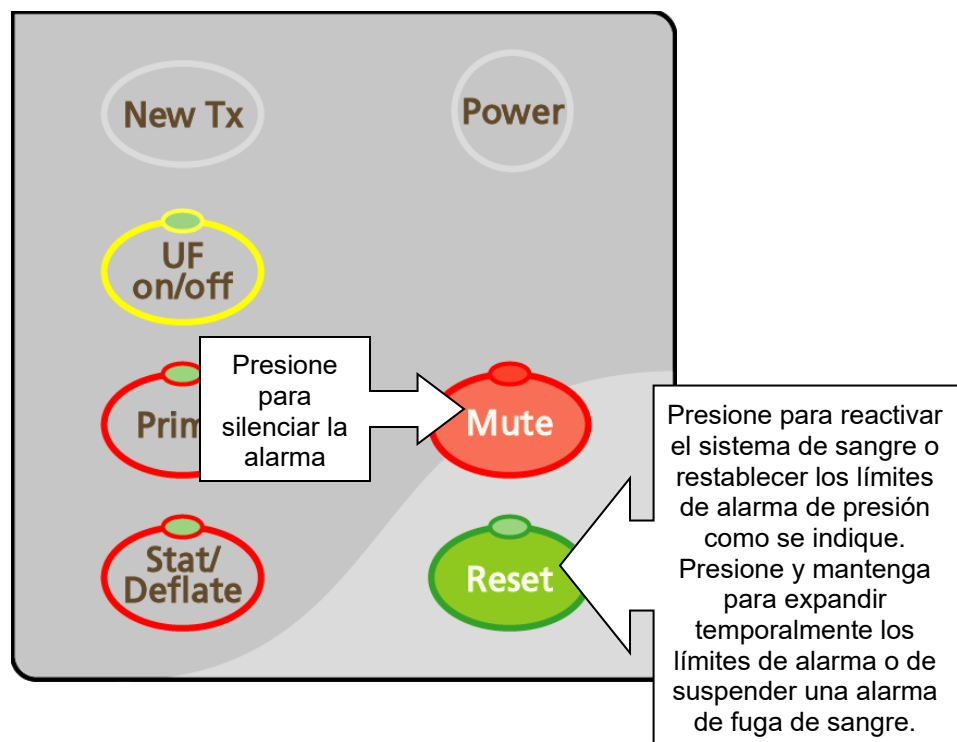 New Tx
Power
UF
on/off
Presione
para
silenciar la
alarma
Prim
Mute
Presione para reactivar
el sistema de sangre o
restablecer los límites
de alarma de presión
como se indique.
Presione y mantenga
para expandir
temporalmente los
límites de alarma o de
suspender una alarma
de fuga de sangre.
Stat/
Deflate
Reset